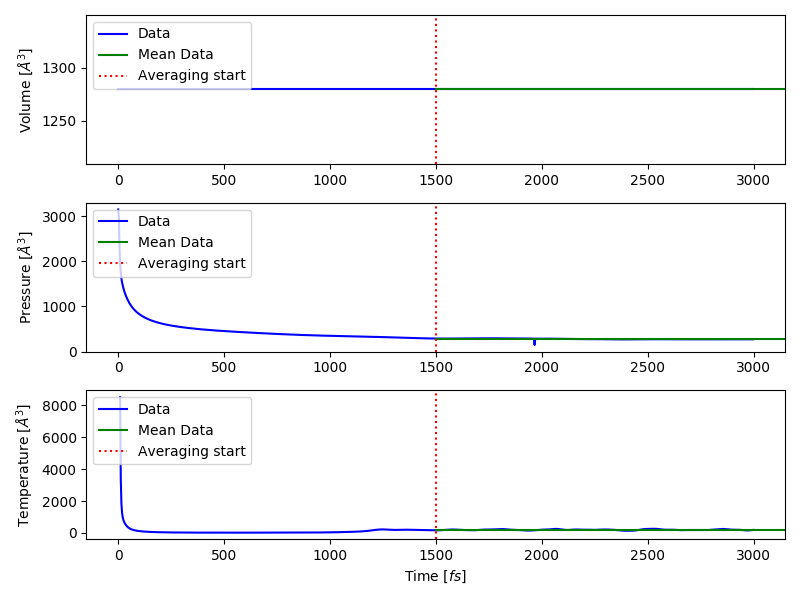 Volume [Å³]
1300
1250
Data
Mean Data
Averaging start
0 500 1000 1500 2000 2500 3000
Pressure [Å³]
3000
2000
1000
0
Data
Mean Data
Averaging start
0 500 1000 1500 2000 2500 3000
Temperature [Å³]
8000
6000
4000
2000
0
Data
Mean Data
Averaging start
0 500 1000 1500 2000 2500 3000
Time [fs]